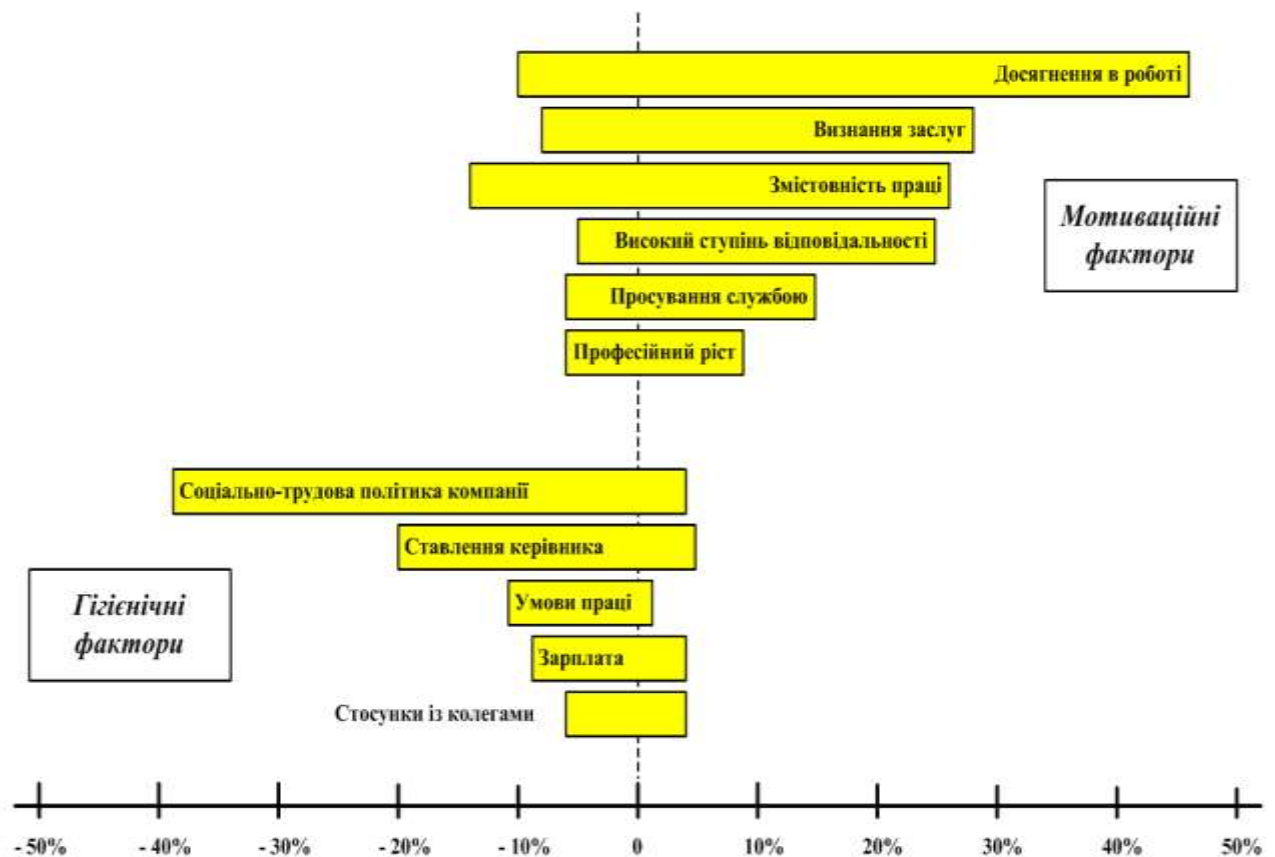 Досягнення в роботі
Визнання заслуг
Змістовність праці
Мотиваційні
фактори
Високий ступінь відповідальності
Просування службою
Професійний ріст
Соціально-трудова політика компанії
Ставлення керівника
Гігієнічні
фактори
Умови праці
Зарплата
Стосунки із колегами
- 50% - 40% - 30% - 20% - 10% 0 10% 20% 30% 40% 50%